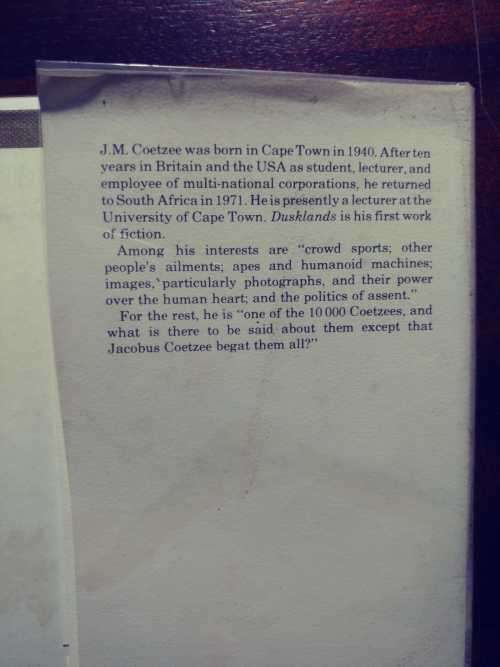 J.M. Coetzee was born in Cape Town in 1940. After ten
years in Britain and the USA as student, lecturer, and
employee of multi-national corporations, he returned
to South Africa in 1971. He is presently a lecturer at the
University of Cape Town. Dusklands is his first work
of fiction.
Among his interests are "crowd sports; other
people's ailments; apes and humanoid machines;
images, particularly photographs, and their power
over the human heart; and the politics of assent."
For the rest, he is "one of the 10 000 Coetzees, and
what is there to be said about them except that
Jacobus Coetzee begat them all?"